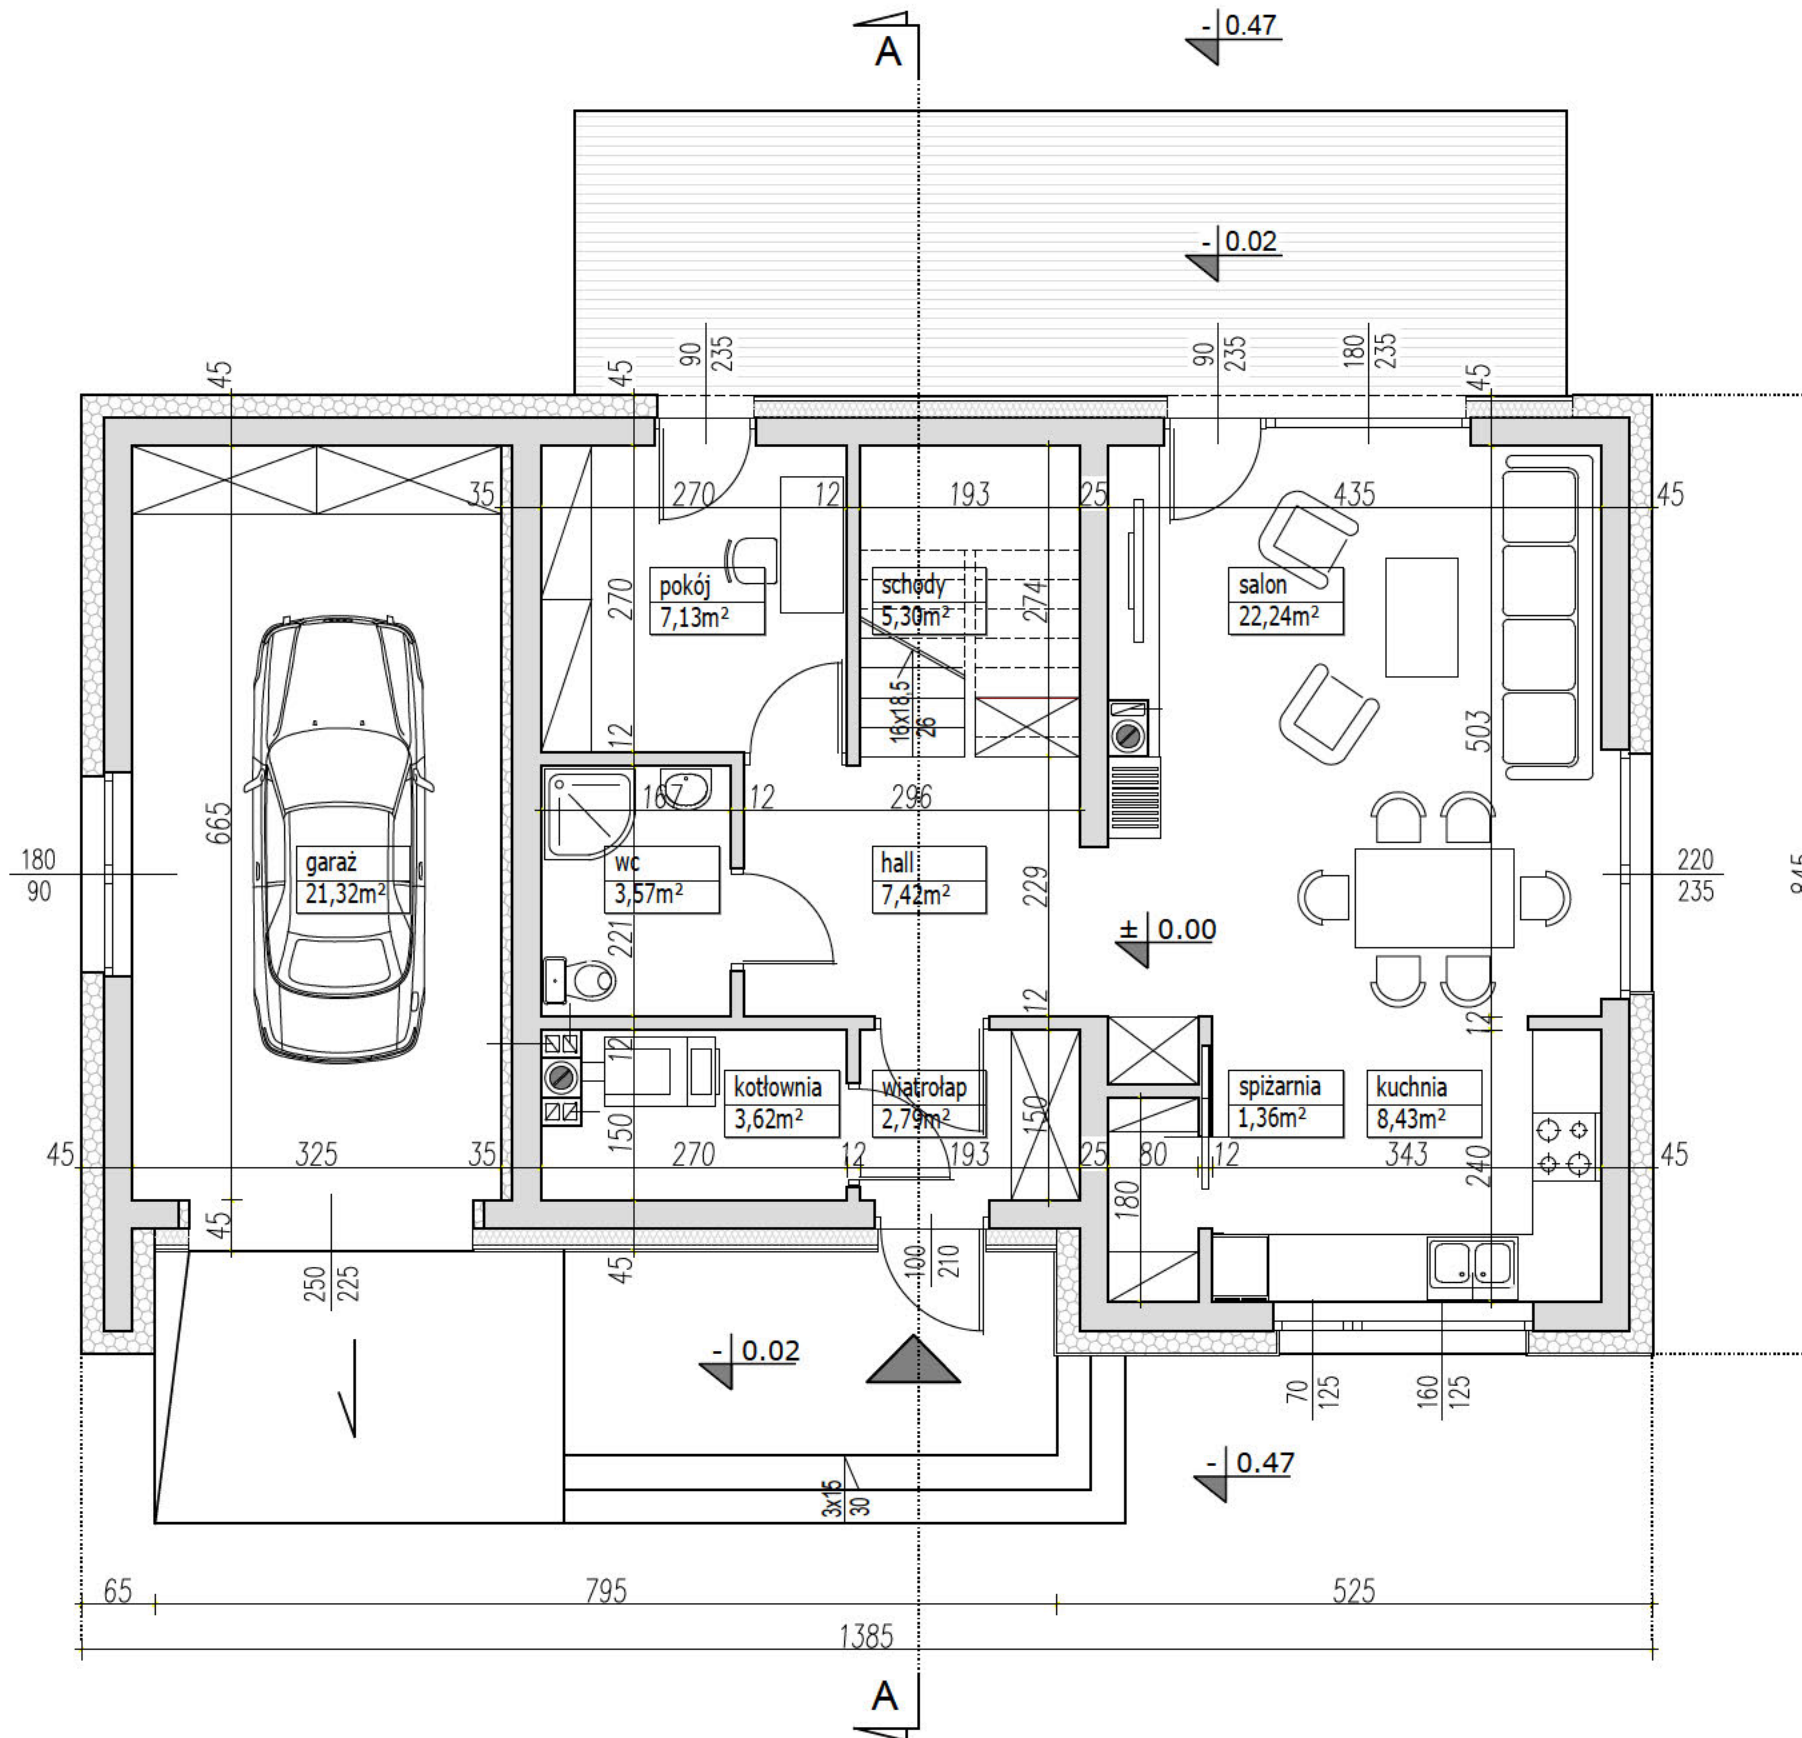 A
- 0.47
- 0.02
90
235
90
235
180
235
45
45
45
35
270
12
193
25
435
45
pokój
7,13m²
schody
5,30m²
salon
22,24m²
270
274
16x18,5
26
503
12
665
167
12
296
180
90
garaż
21,32m²
wc
3,57m²
hall
7,42m²
220
235
845
221
229
± 0.00
12
12
12
kotłownia
3,62m²
wiatrołap
2,79m²
spiżarnia
1,36m²
kuchnia
8,43m²
150
150
45
325
35
270
12
193
25
80
12
343
240
45
180
45
45
250
225
100
210
- 0.02
70
125
160
125
3x15
30
- 0.47
65
795
525
1385
A